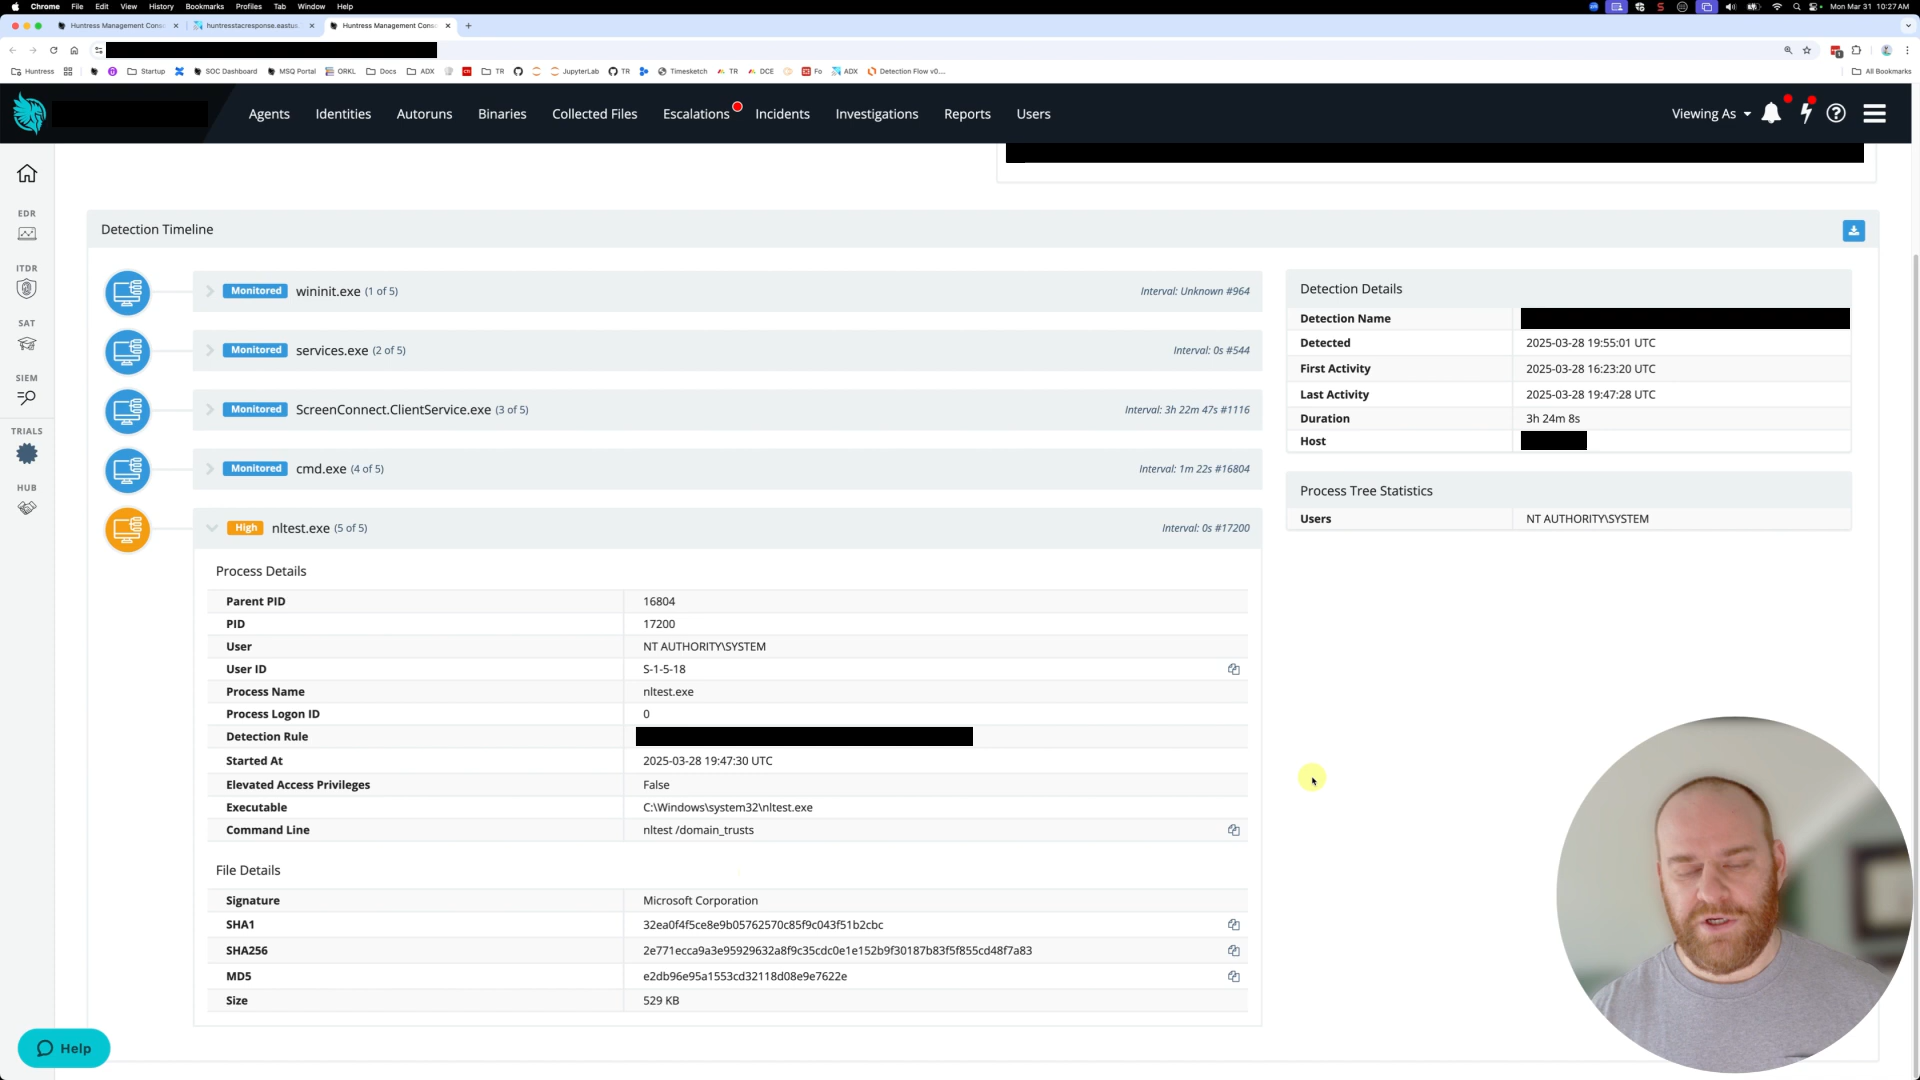 Chrome File Edit View History Bookmarks Profiles Tab Window Help Mon Mar 31 10:27 AM
Huntress Management Cons huntresstacresponse.eastus. Huntress Management Cons
Huntress Startup SOC Dashboard MSQ Portal ORKL Docs ADX TR JupyterLab TR Timesketch TR DCE Fo ADX Detection Flow v0.... All Bookmarks
Agents Identities Autoruns Binaries Collected Files Escalations Incidents Investigations Reports Users Viewing As
EDR
ITDR
SAT
SIEM
TRIALS
HUB
Detection Timeline
Monitored wininit.exe (1 of 5) Interval: Unknown #964
Monitored services.exe (2 of 5) Interval: 0s #544
Monitored ScreenConnect.ClientService.exe (3 of 5) Interval: 3h 22m 47s #1116
Monitored cmd.exe (4 of 5) Interval: 1m 22s #16804
High nltest.exe (5 of 5) Interval: 0s #17200
Process Details
Parent PID 16804
PID 17200
User NT AUTHORITY\SYSTEM
User ID S-1-5-18
Process Name nltest.exe
Process Logon ID 0
Detection Rule
Started At 2025-03-28 19:47:30 UTC
Elevated Access Privileges False
Executable C:\Windows\system32\nltest.exe
Command Line nltest /domain_trusts
File Details
Signature Microsoft Corporation
SHA1 32ea0f4f5ce8e9b05762570c85f9c043f51b2cbc
SHA256 2e771ecca9a3e95929632a8f9c35cdc0e1e152b9f30187b83f5f855cd48f7a83
MD5 e2db96e95a1553cd32118d08e9e7622e
Size 529 KB
Detection Details
Detection Name
Detected 2025-03-28 19:55:01 UTC
First Activity 2025-03-28 16:23:20 UTC
Last Activity 2025-03-28 19:47:28 UTC
Duration 3h 24m 8s
Host
Process Tree Statistics
Users NT AUTHORITY\SYSTEM
Help